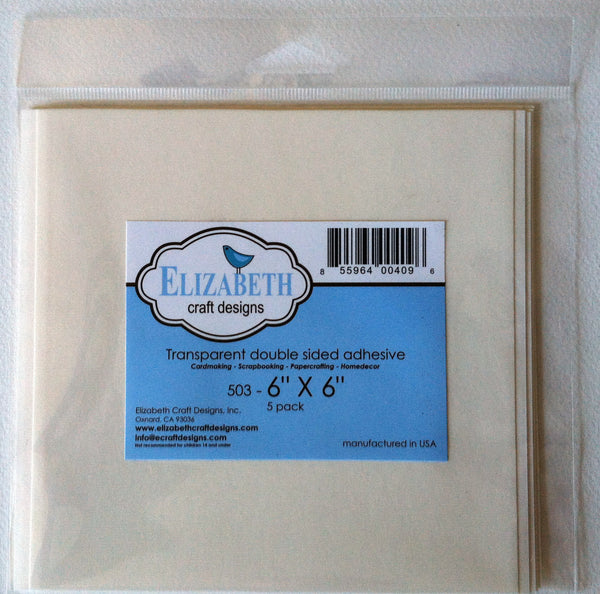 ELIZABETH
craft designs
8 55964 00409 6
Transparent double sided adhesive
Cardmaking - Scrapbooking - Papercrafting - Homedecor
503 - 6" X 6"
5 pack
Elizabeth Craft Designs, Inc.
Oxnard, CA 93036
www.elizabethcraftdesigns.com
info@ecraftdesigns.com
Not recommended for children 14 and under
manufactured in USA